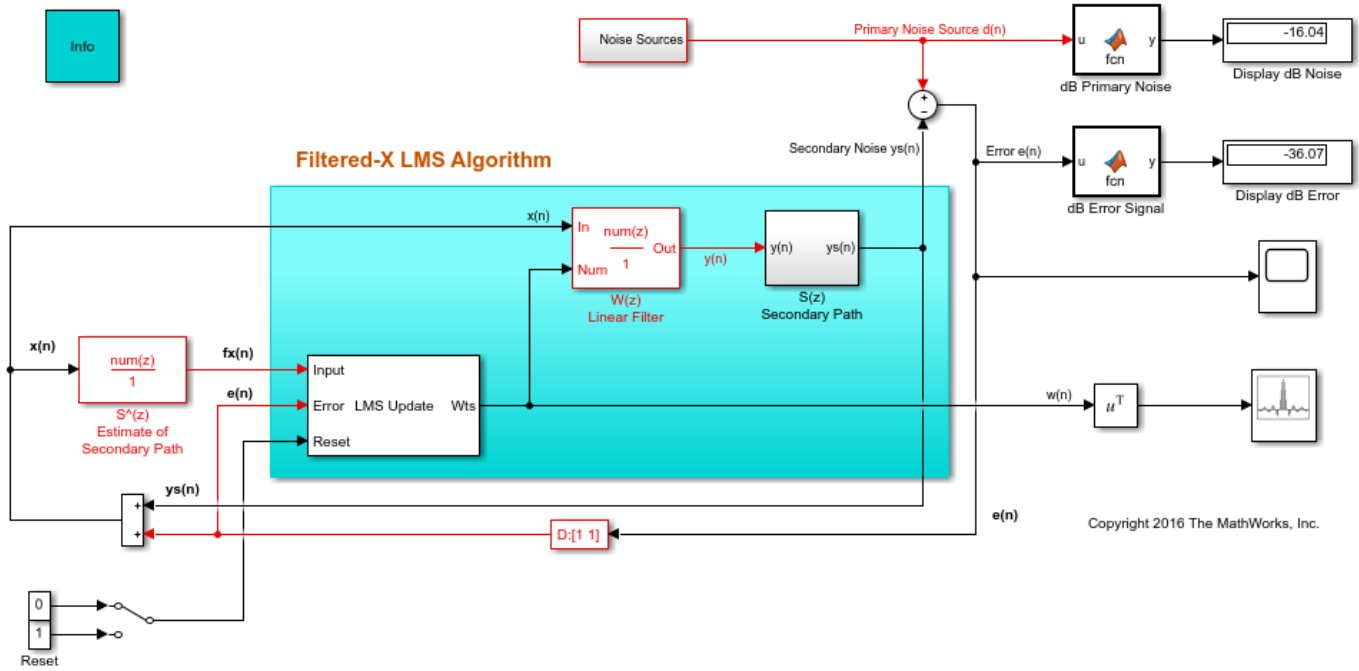 Info
Noise Sources
Primary Noise Source d(n)
u
fcn
y
dB Primary Noise
-16.04
Display dB Noise
+
−
Secondary Noise ys(n)
Error e(n)
u
fcn
y
dB Error Signal
-36.07
Display dB Error
Filtered-X LMS Algorithm
x(n)
In
num(z)
1
Out
Num
W(z)
Linear Filter
y(n)
y(n)
ys(n)
S(z)
Secondary Path
x(n)
num(z)
1
S^(z)
Estimate of
Secondary Path
fx(n)
e(n)
Input
Error
LMS Update
Wts
Reset
w(n)
uT
ys(n)
+
+
D:[1 1]
e(n)
Copyright 2016 The MathWorks, Inc.
0
1
Reset